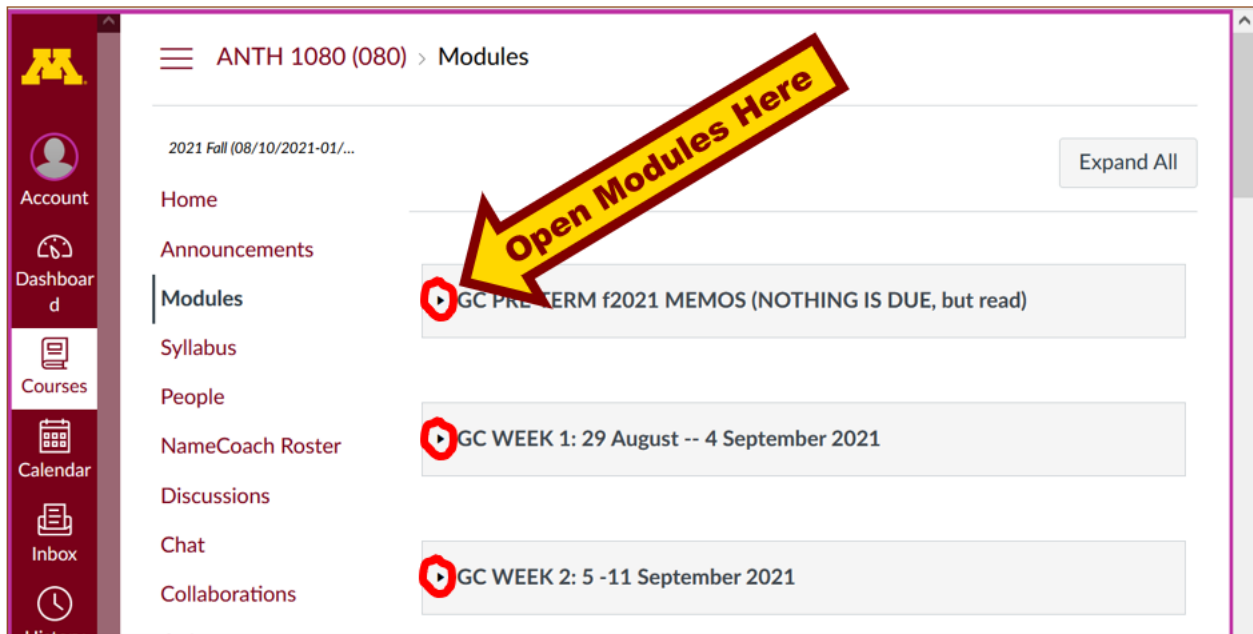 M
ANTH 1080 (080) > Modules
Open Modules Here
2021 Fall (08/10/2021-01/...
Expand All
Account
Dashboar
d
Courses
Calendar
Inbox
Home
Announcements
Modules
Syllabus
People
NameCoach Roster
Discussions
Chat
Collaborations
GC PRE-TERM f2021 MEMOS (NOTHING IS DUE, but read)
GC WEEK 1: 29 August -- 4 September 2021
GC WEEK 2: 5 -11 September 2021